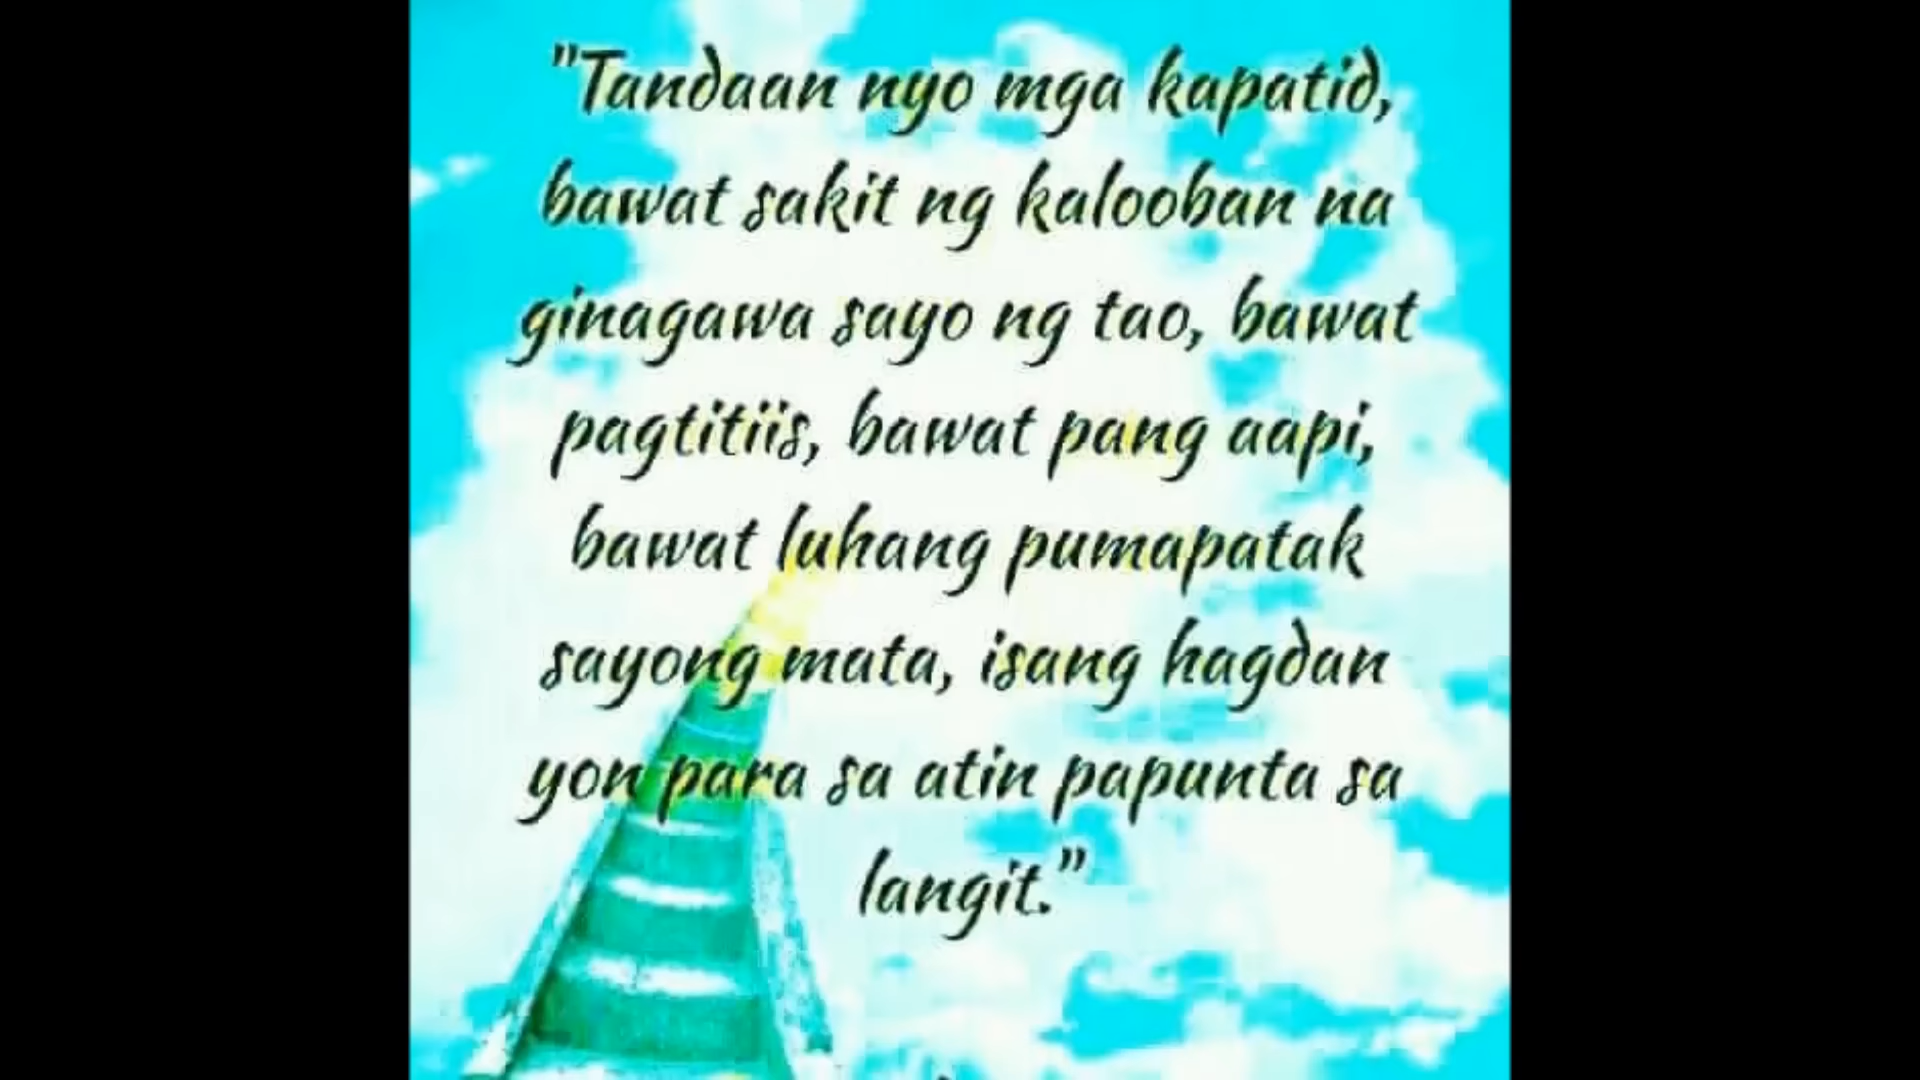 "Tandaan nyo mga kapatid,
bawat sakit ng kalooban na
ginagawa sayo ng tao, bawat
pagtitiis, bawat pang aapi,
bawat luhang pumapatak
sayong mata, isang hagdan
yon para sa atin papunta sa
langit."